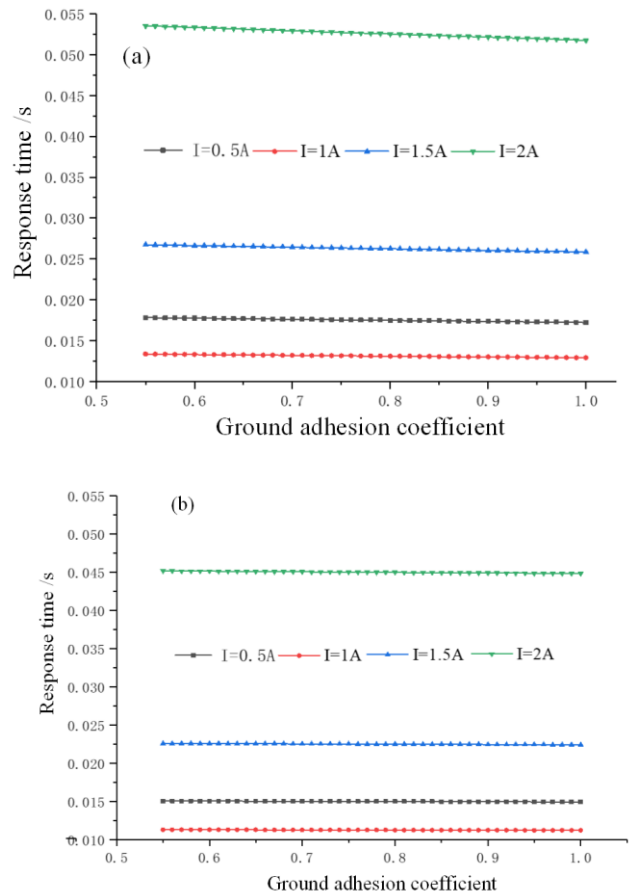 0.055
(a)
0.050
0.045
0.040
I=0.5A I=1A I=1.5A I=2A
0.035
0.030
0.025
0.020
0.015
0.010
Response time /s
0.5 0.6 0.7 0.8 0.9 1.0
Ground adhesion coefficient
0.055
(b)
0.050
0.045
0.040
0.035
I=0.5A I=1A I=1.5A I=2A
0.030
0.025
0.020
0.015
0.010
Response time /s
0.5 0.6 0.7 0.8 0.9 1.0
Ground adhesion coefficient